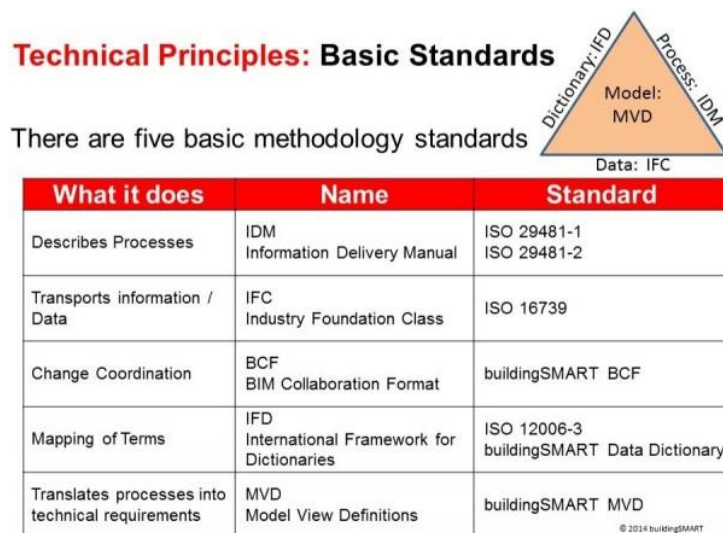 Technical Principles: Basic Standards
Dictionary: IFD
Process: IDM
Model:
MVD
Data: IFC
There are five basic methodology standards
What it does Name Standard
Describes Processes
IDM
Information Delivery Manual
ISO 29481-1
ISO 29481-2
Transports information /
Data
IFC
Industry Foundation Class
ISO 16739
Change Coordination
BCF
BIM Collaboration Format
buildingSMART BCF
Mapping of Terms
IFD
International Framework for
Dictionaries
ISO 12006-3
buildingSMART Data Dictionary
Translates processes into
technical requirements
MVD
Model View Definitions
buildingSMART MVD
© 2014 buildingSMART